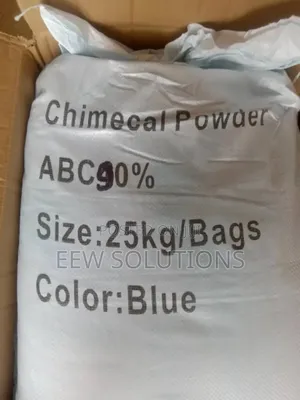 Chimecal Powder
ABC90%
Size:25kg/Bags
EEW SOLUTIONS
Color:Blue